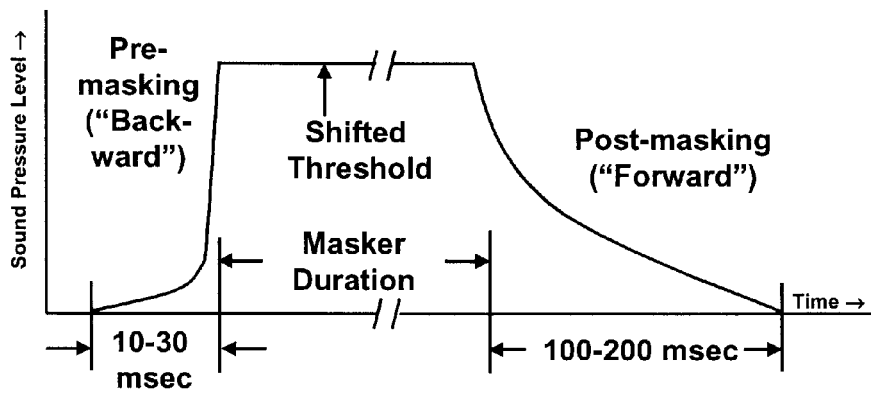 Sound Pressure Level →
Pre-
masking
("Back-
ward")
Shifted
Threshold
Post-masking
("Forward")
Masker
Duration
Time →
10-30
msec
100-200 msec